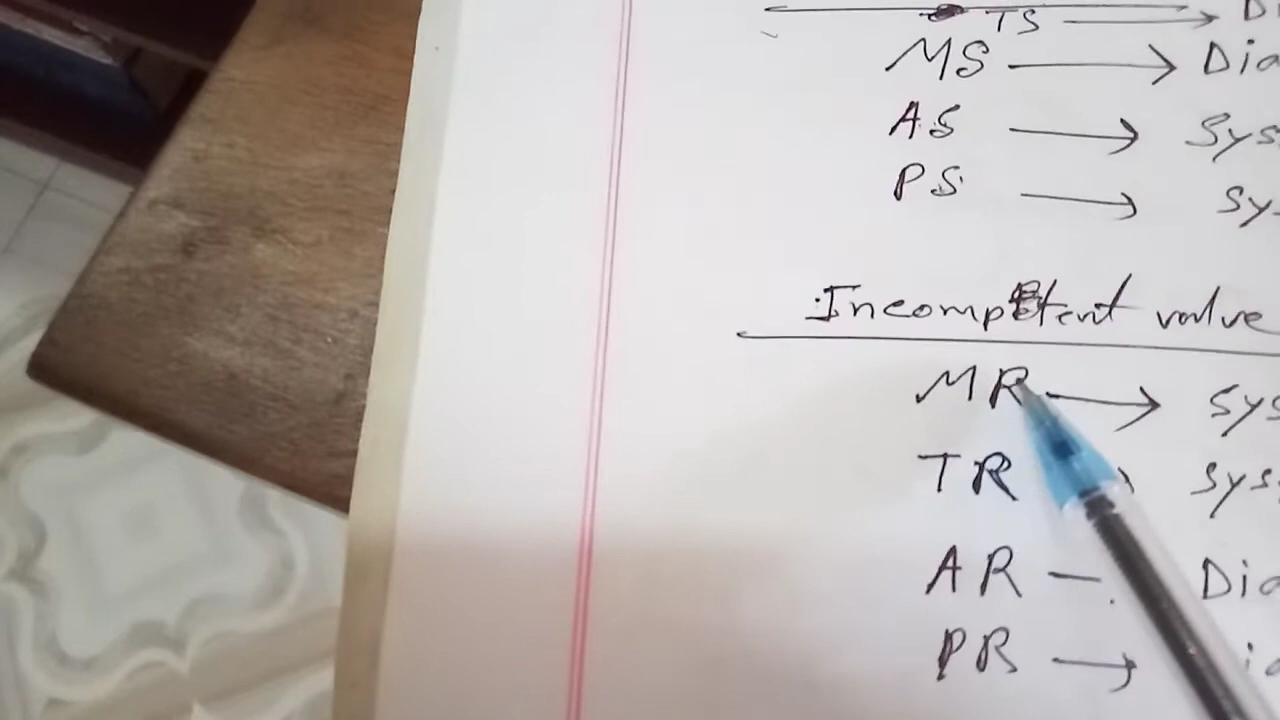 TS → D
MS → Dia
AS → Sys
PS → Sy
Incompetent valve
MR → Sys
TR Sys
AR — Dia
PR →